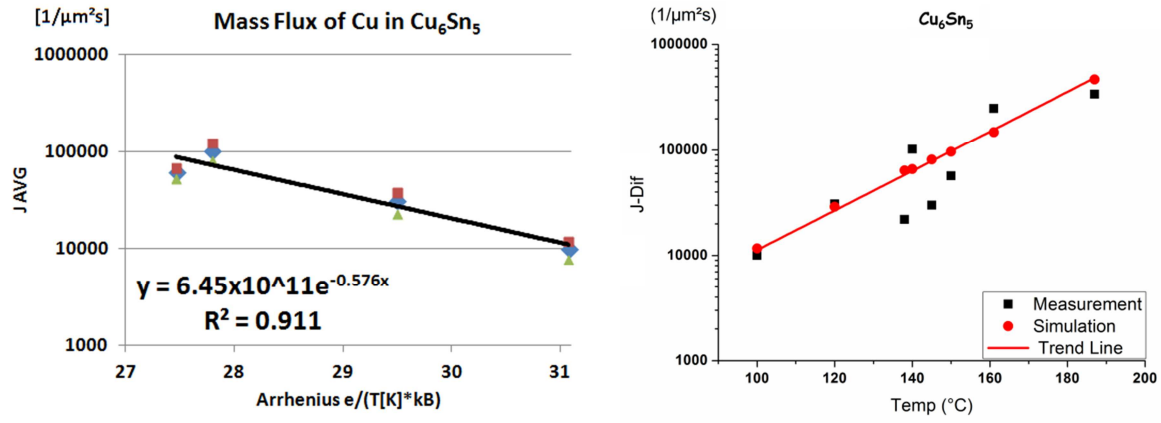 [1/µm²s]
Mass Flux of Cu in Cu₆Sn₅
1000000
100000
10000
1000
J AVG
y = 6.45x10^11e⁻⁰·⁵⁷⁶ˣ
R² = 0.911
27 28 29 30 31
Arrhenius e/(T[K]*kB)
(1/µm²s)
Cu₆Sn₅
1000000
100000
10000
1000
J-Dif
Measurement
Simulation
Trend Line
100 120 140 160 180 200
Temp (°C)